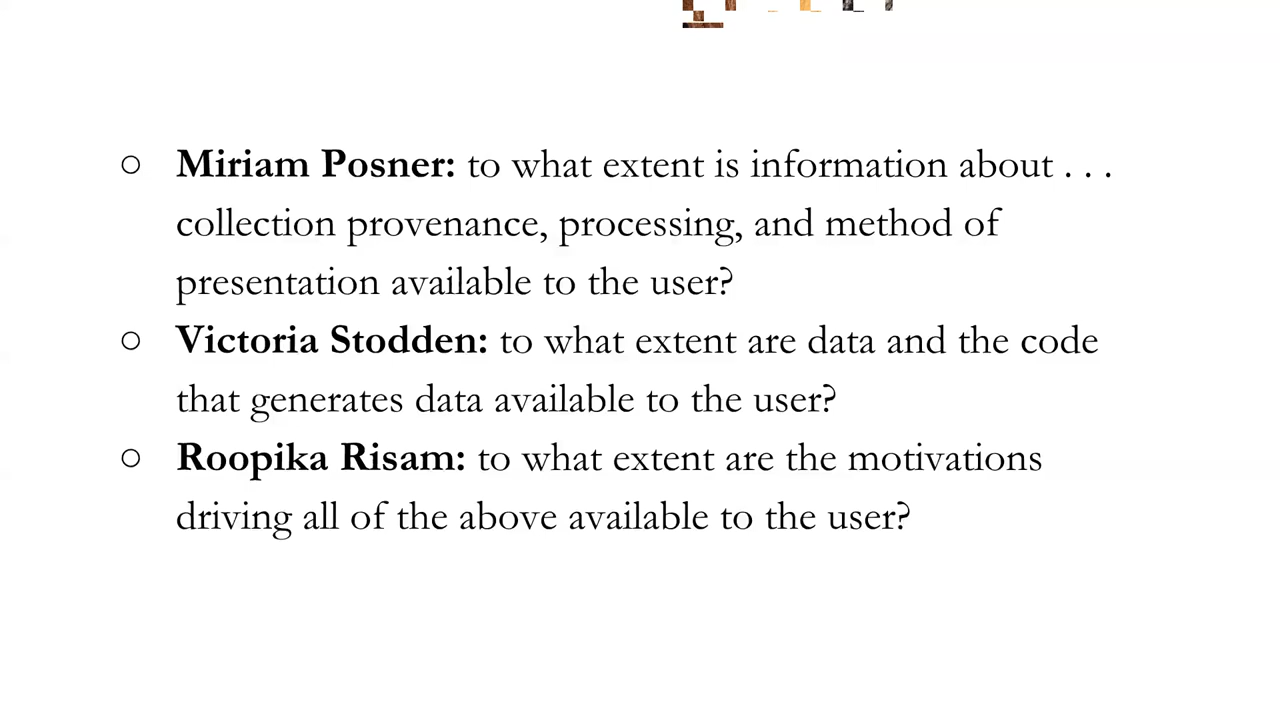 ○ Miriam Posner: to what extent is information about . . .
collection provenance, processing, and method of
presentation available to the user?
○ Victoria Stodden: to what extent are data and the code
that generates data available to the user?
○ Roopika Risam: to what extent are the motivations
driving all of the above available to the user?